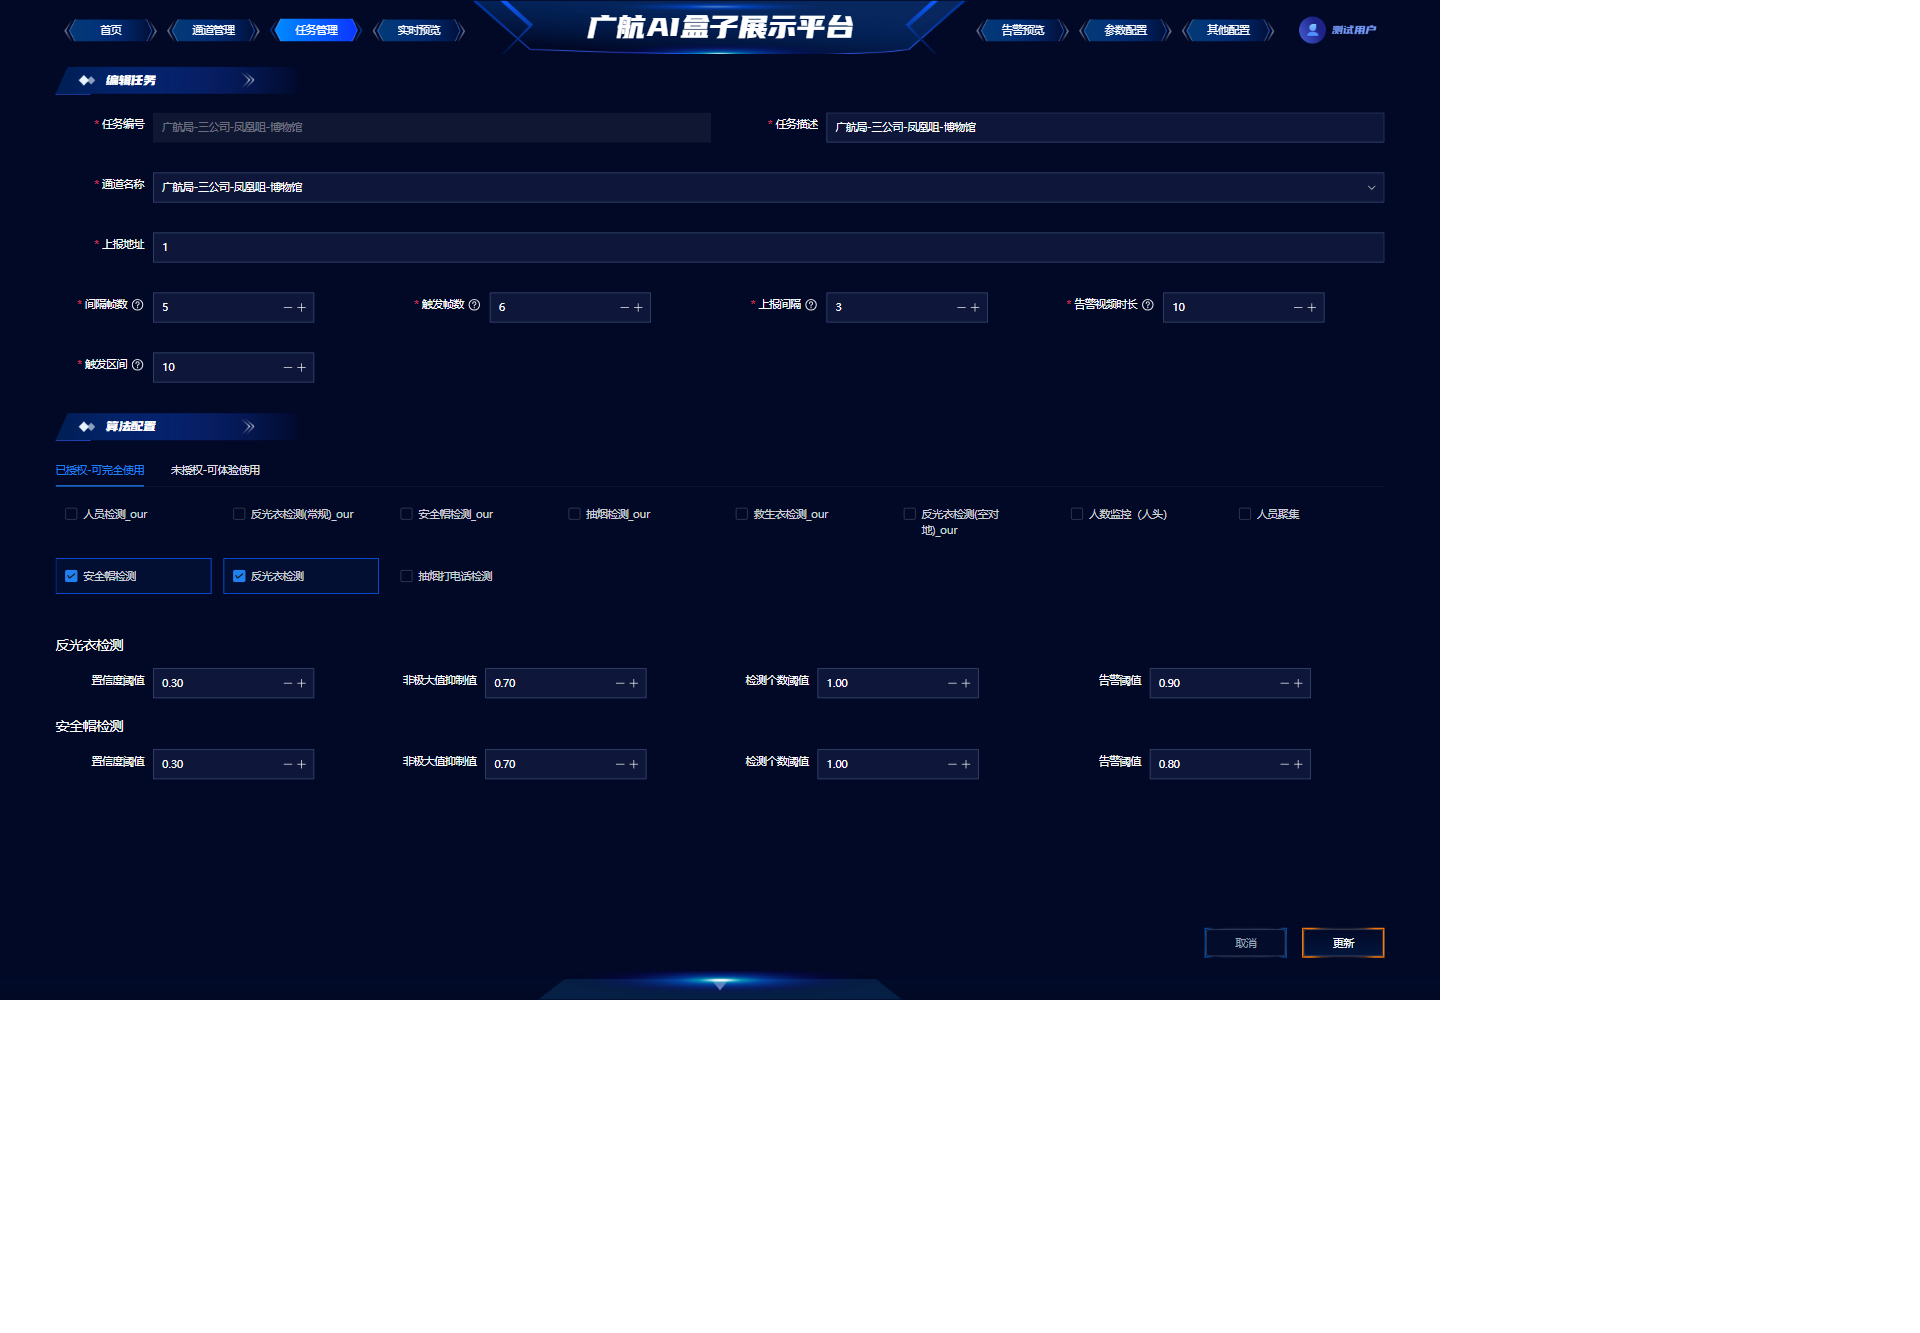 首页
通道管理
任务管理
实时预览
广航AI盒子展示平台
告警预览
参数配置
其他配置
测试用户
编辑任务
* 任务编号 广航局-三公司-凤凰咀-博物馆
* 任务描述 广航局-三公司-凤凰咀-博物馆
* 通道名称 广航局-三公司-凤凰咀-博物馆
* 上报地址 1
* 间隔帧数 5
* 触发帧数 6
* 上报间隔 3
* 告警视频时长 10
* 触发区间 10
算法配置
已授权-可完全使用
未授权-可体验使用
人员检测_our
反光衣检测(常规)_our
安全帽检测_our
抽烟检测_our
救生衣检测_our
反光衣检测(空对
地)_our
人数监控（人头）
人员聚集
安全帽检测
反光衣检测
抽烟打电话检测
反光衣检测
置信度阈值 0.30
非极大值抑制值 0.70
检测个数阈值 1.00
告警阈值 0.90
安全帽检测
置信度阈值 0.30
非极大值抑制值 0.70
检测个数阈值 1.00
告警阈值 0.80
取消
更新